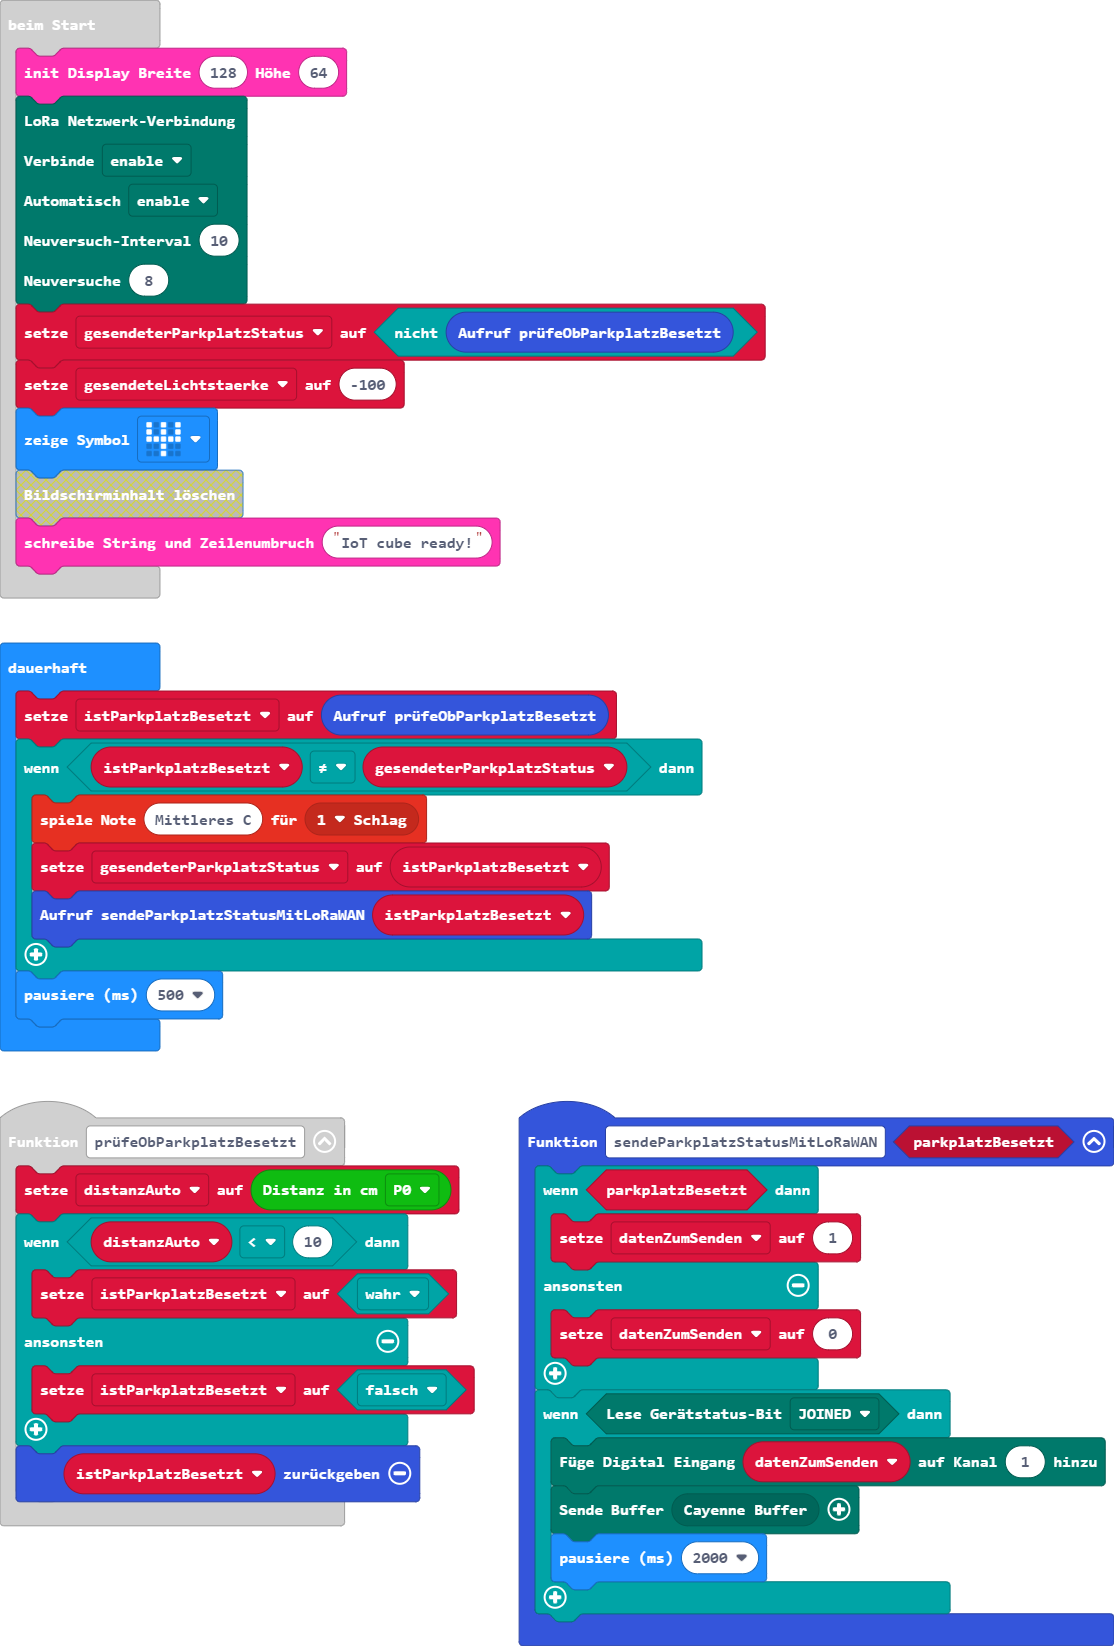 beim Start
init Display Breite 128 Höhe 64
LoRa Netzwerk-Verbindung
Verbinde enable
Automatisch enable
Neuversuch-Interval 10
Neuversuche 8
setze gesendeterParkplatzStatus auf nicht Aufruf prüfeObParkplatzBesetzt
setze gesendeteLichtstaerke auf -100
zeige Symbol
Bildschirminhalt löschen
schreibe String und Zeilenumbruch "IoT cube ready!"
dauerhaft
setze istParkplatzBesetzt auf Aufruf prüfeObParkplatzBesetzt
wenn istParkplatzBesetzt ≠ gesendeterParkplatzStatus dann
spiele Note Mittleres C für 1 Schlag
setze gesendeterParkplatzStatus auf istParkplatzBesetzt
Aufruf sendeParkplatzStatusMitLoRaWAN istParkplatzBesetzt
pausiere (ms) 500
Funktion prüfeObParkplatzBesetzt
setze distanzAuto auf Distanz in cm P0
wenn distanzAuto < 10 dann
setze istParkplatzBesetzt auf wahr
ansonsten
setze istParkplatzBesetzt auf falsch
istParkplatzBesetzt zurückgeben
Funktion sendeParkplatzStatusMitLoRaWAN parkplatzBesetzt
wenn parkplatzBesetzt dann
setze datenZumSenden auf 1
ansonsten
setze datenZumSenden auf 0
wenn Lese Gerätstatus-Bit JOINED dann
Füge Digital Eingang datenZumSenden auf Kanal 1 hinzu
Sende Buffer Cayenne Buffer
pausiere (ms) 2000